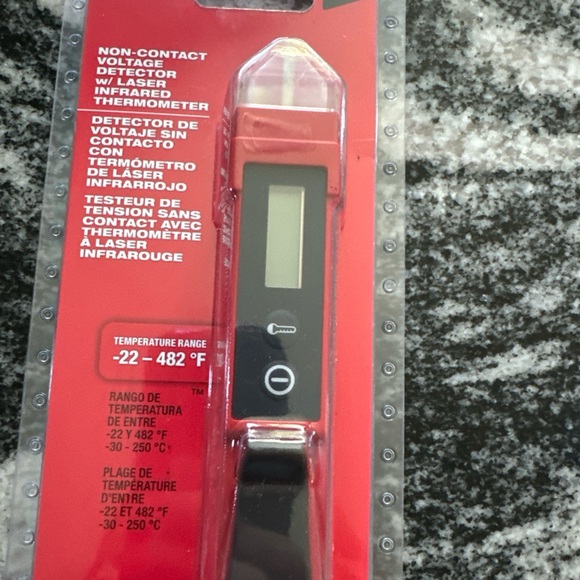 NON-CONTACT
VOLTAGE
DETECTOR
w/ LASER
INFRARED
THERMOMETER
DETECTOR DE
VOLTAJE SIN
CONTACTO
CON
TERMÓMETRO
DE LÁSER
INFRARROJO
TESTEUR DE
TENSION SANS
CONTACT AVEC
THERMOMÈTRE
À LASER
INFRAROUGE
TEMPERATURE RANGE
-22 – 482 °F
™
RANGO DE
TEMPERATURA
DE ENTRE
-22 Y 482 °F
-30 - 250 °C
PLAGE DE
TEMPÉRATURE
D'ENTRE
-22 ET 482 °F
-30 - 250 °C